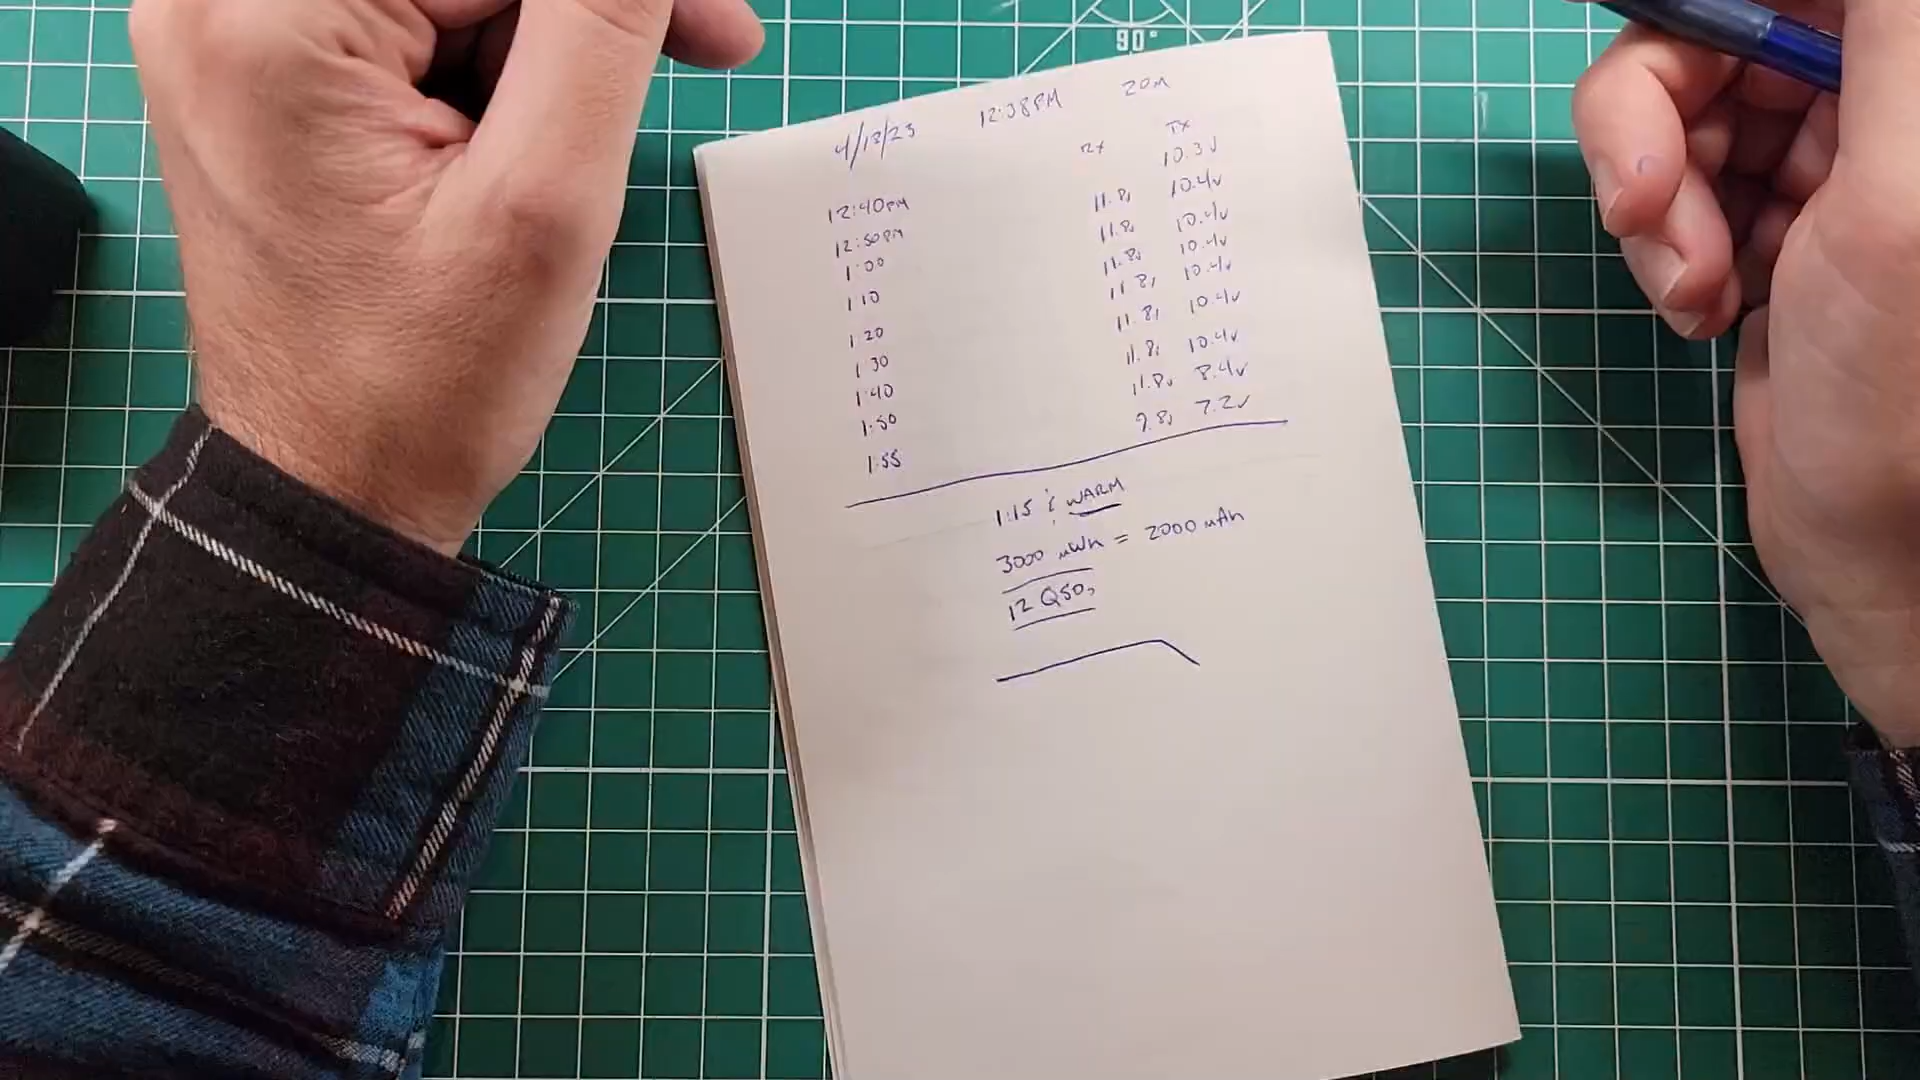 90°
4/13/23 12:38PM 20M
RX TX
10.3V
12:40PM 11.8V 10.4V
12:50PM 11.8V 10.4V
1:00 11.8V 10.4V
1:10 11.8V 10.4V
1:20 11.8V 10.4V
1:30 11.8V 10.4V
1:40 11.8V 8.4V
1:50 9.8V 7.2V
1:55
1:15 : WARM
3000 mWh = 2000 mAh
12 QSOs